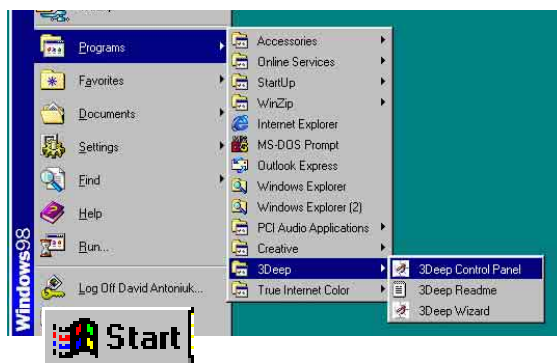 Programs
Favorites
Documents
Settings
Find
Help
Run...
Log Off David Antoniuk...
Windows98
Start
Accessories
Online Services
StartUp
WinZip
Internet Explorer
MS-DOS Prompt
Outlook Express
Windows Explorer
Windows Explorer (2)
PCI Audio Applications
Creative
3Deep
True Internet Color
3Deep Control Panel
3Deep Readme
3Deep Wizard